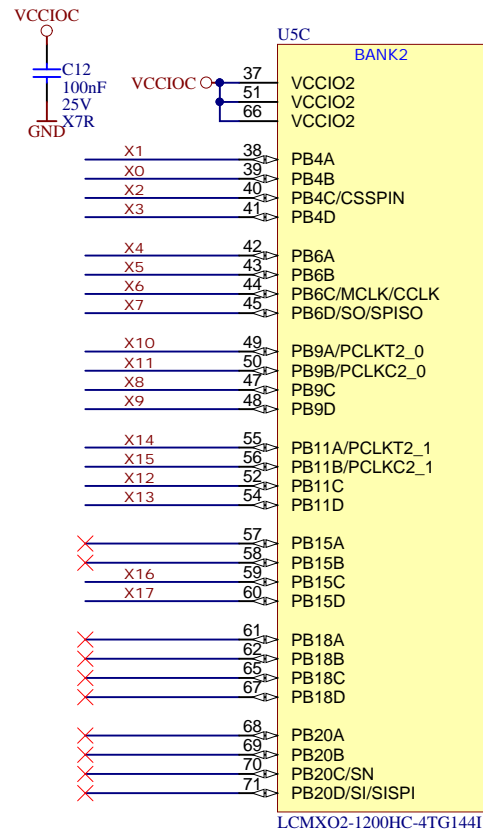 VCCIOC
C12
100nF
25V
X7R
GND
U5C
BANK2
VCCIOC
37 VCCIO2
51 VCCIO2
66 VCCIO2
X1 38 PB4A
X0 39 PB4B
X2 40 PB4C/CSSPIN
X3 41 PB4D
X4 42 PB6A
X5 43 PB6B
X6 44 PB6C/MCLK/CCLK
X7 45 PB6D/SO/SPISO
X10 49 PB9A/PCLKT2_0
X11 50 PB9B/PCLKC2_0
X8 47 PB9C
X9 48 PB9D
X14 55 PB11A/PCLKT2_1
X15 56 PB11B/PCLKC2_1
X12 52 PB11C
X13 54 PB11D
57 PB15A
58 PB15B
X16 59 PB15C
X17 60 PB15D
61 PB18A
62 PB18B
65 PB18C
67 PB18D
68 PB20A
69 PB20B
70 PB20C/SN
71 PB20D/SI/SISPI
LCMXO2-1200HC-4TG144I